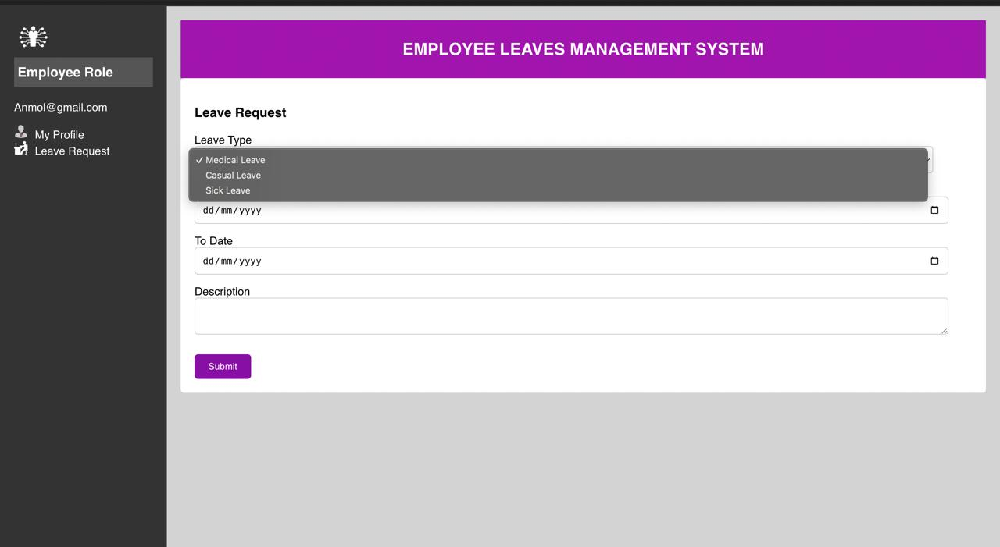 Employee Role
Anmol@gmail.com
My Profile
Leave Request
EMPLOYEE LEAVES MANAGEMENT SYSTEM
Leave Request
Leave Type
✓ Medical Leave
Casual Leave
Sick Leave
dd/mm/yyyy
To Date
dd/mm/yyyy
Description
Submit